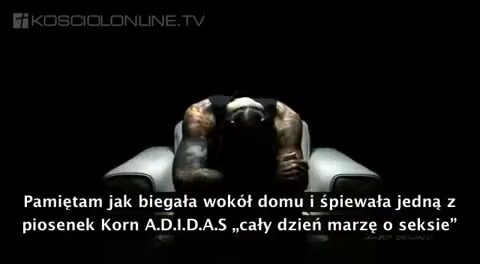 KOSCIOLONLINE.TV
Pamiętam jak biegała wokół domu i śpiewała jedną z
piosenek Korn A.D.I.D.A.S „cały dzień marzę o seksie”